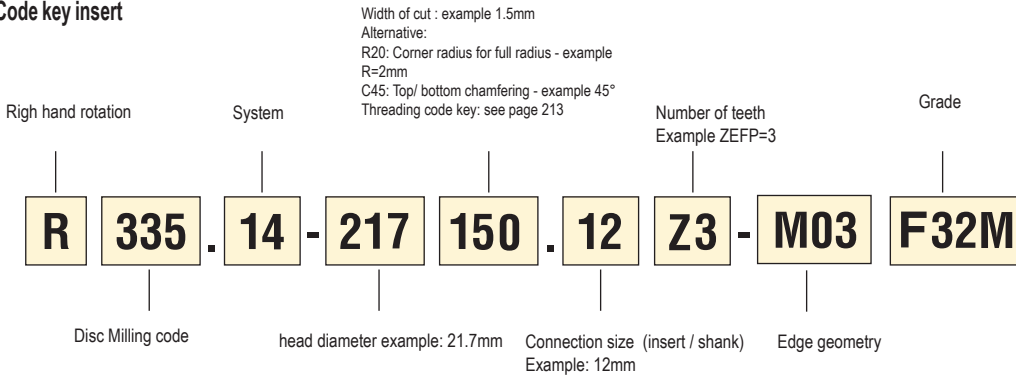 Code key insert
Width of cut : example 1.5mm
Alternative:
R20: Corner radius for full radius - example
R=2mm
C45: Top/ bottom chamfering - example 45°
Threading code key: see page 213
Righ hand rotation
System
Number of teeth
Example ZEFP=3
Grade
R 335 . 14 - 217 150 . 12 Z3 - M03 F32M
Disc Milling code
head diameter example: 21.7mm
Connection size (insert / shank)
Example: 12mm
Edge geometry